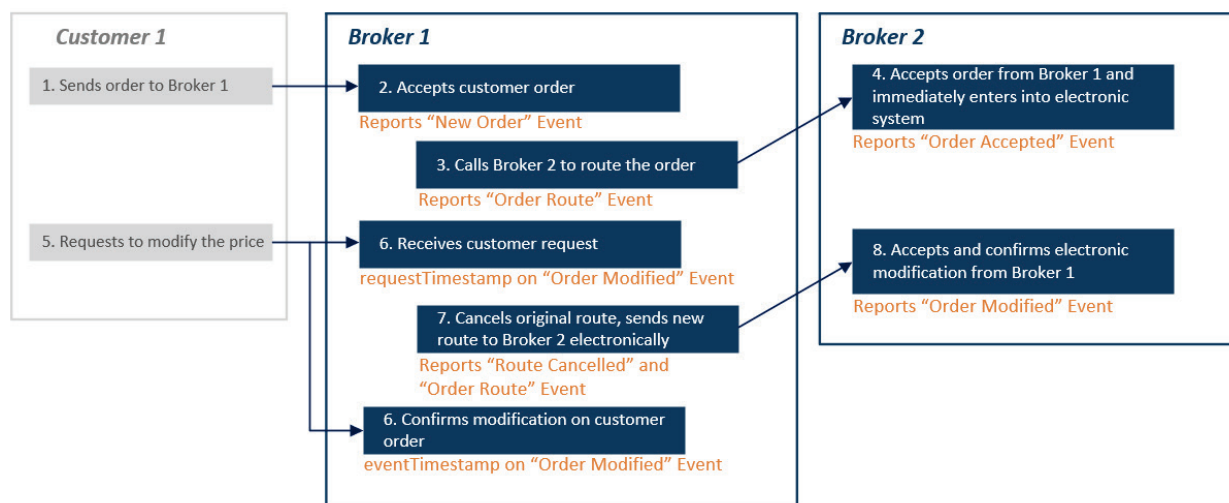 Customer 1
1. Sends order to Broker 1
5. Requests to modify the price
Broker 1
2. Accepts customer order
Reports “New Order” Event
3. Calls Broker 2 to route the order
Reports “Order Route” Event
6. Receives customer request
requestTimestamp on “Order Modified” Event
7. Cancels original route, sends new
route to Broker 2 electronically
Reports “Route Cancelled” and
“Order Route” Event
6. Confirms modification on customer
order
eventTimestamp on “Order Modified” Event
Broker 2
4. Accepts order from Broker 1 and
immediately enters into electronic
system
Reports “Order Accepted” Event
8. Accepts and confirms electronic
modification from Broker 1
Reports “Order Modified” Event